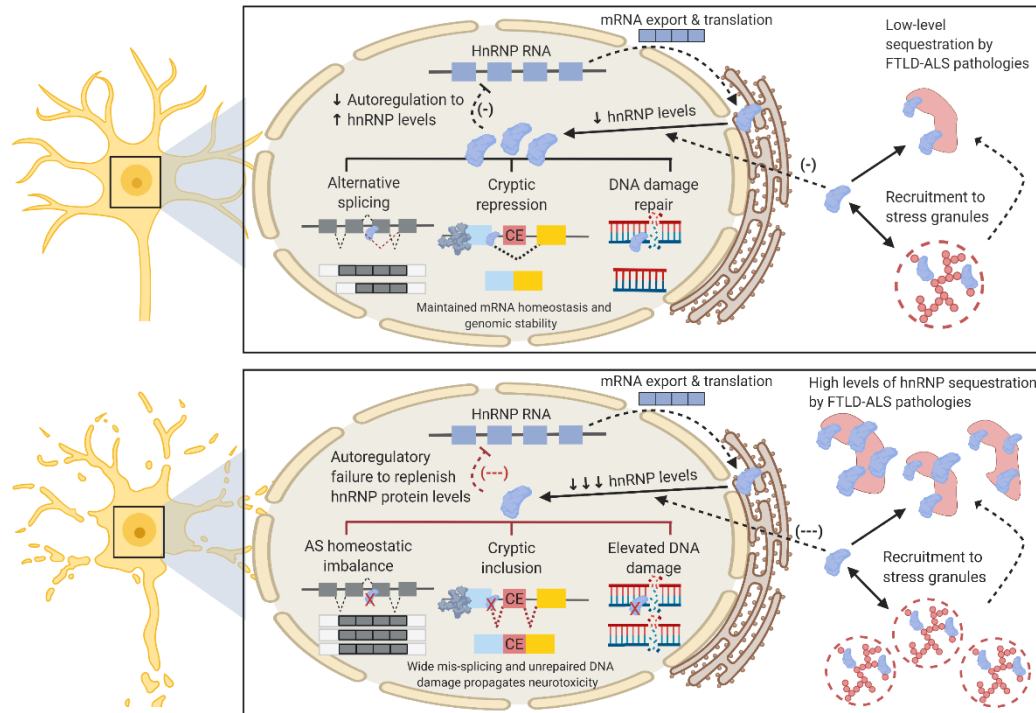 mRNA export & translation
HnRNP RNA
Low-level
sequestration by
FTLD-ALS pathologies
↓ Autoregulation to
↑ hnRNP levels
(-)
↓ hnRNP levels
(-)
Alternative
splicing
Cryptic
repression
DNA damage
repair
Recruitment to
stress granules
CE
Maintained mRNA homeostasis and
genomic stability
mRNA export & translation
HnRNP RNA
High levels of hnRNP sequestration
by FTLD-ALS pathologies
Autoregulatory
failure to replenish
hnRNP protein levels
(---)
↓ ↓ ↓ hnRNP levels
(---)
AS homeostatic
imbalance
Cryptic
inclusion
Elevated DNA
damage
Recruitment to
stress granules
CE
CE
Wide mis-splicing and unrepaired DNA
damage propagates neurotoxicity